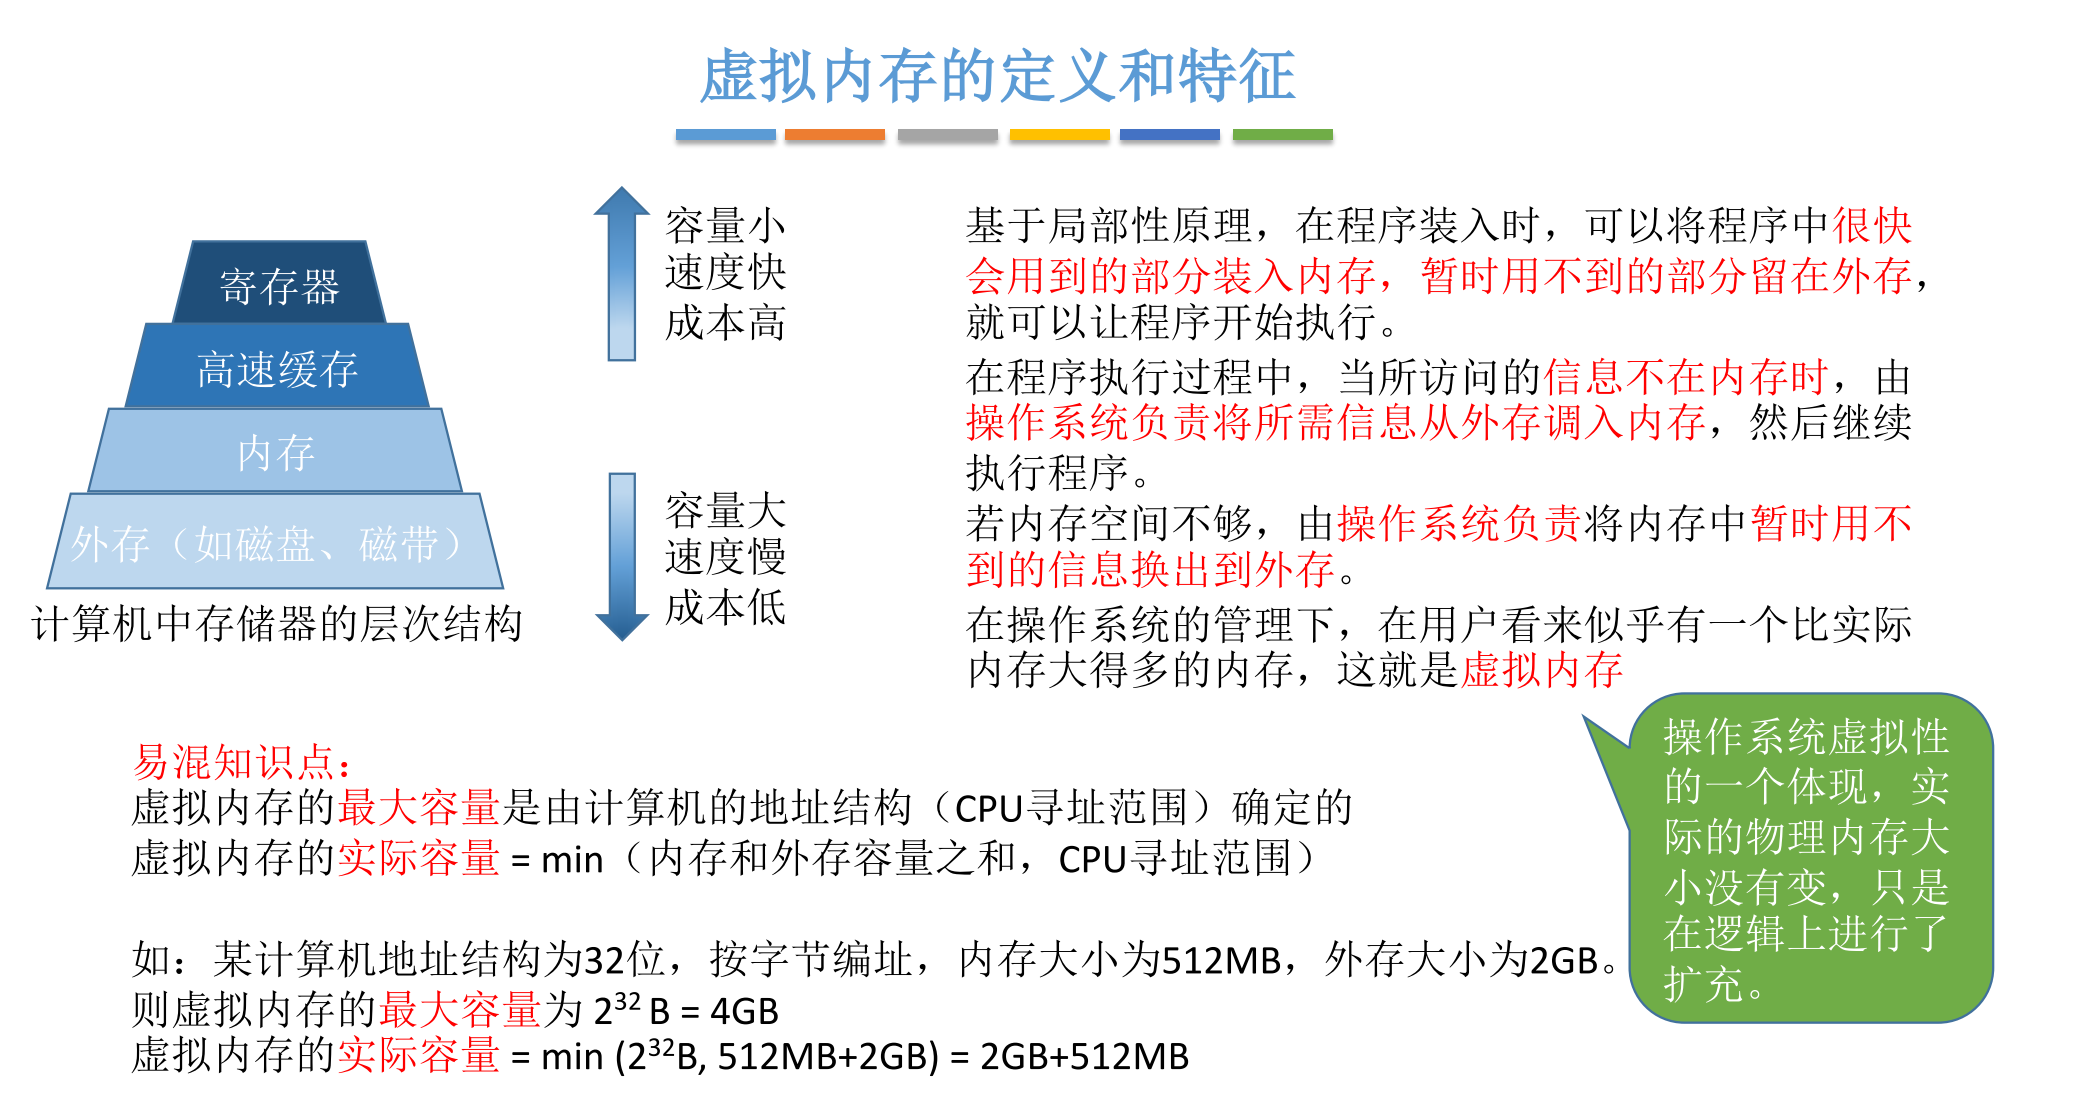 虚拟内存的定义和特征
寄存器
高速缓存
内存
外存（如磁盘、磁带）
计算机中存储器的层次结构
容量小
速度快
成本高
容量大
速度慢
成本低
基于局部性原理，在程序装入时，可以将程序中很快
会用到的部分装入内存，暂时用不到的部分留在外存，
就可以让程序开始执行。
在程序执行过程中，当所访问的信息不在内存时，由
操作系统负责将所需信息从外存调入内存，然后继续
执行程序。
若内存空间不够，由操作系统负责将内存中暂时用不
到的信息换出到外存。
在操作系统的管理下，在用户看来似乎有一个比实际
内存大得多的内存，这就是虚拟内存
操作系统虚拟性
的一个体现，实
际的物理内存大
小没有变，只是
在逻辑上进行了
扩充。
易混知识点：
虚拟内存的最大容量是由计算机的地址结构（CPU寻址范围）确定的
虚拟内存的实际容量 = min（内存和外存容量之和，CPU寻址范围）
如：某计算机地址结构为32位，按字节编址，内存大小为512MB，外存大小为2GB。
则虚拟内存的最大容量为 2³² B = 4GB
虚拟内存的实际容量 = min (2³²B, 512MB+2GB) = 2GB+512MB